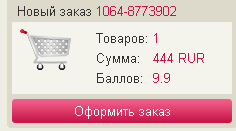 Новый заказ 1064-8773902
Товаров: 1
Сумма: 444 RUR
Баллов: 9.9
Оформить заказ